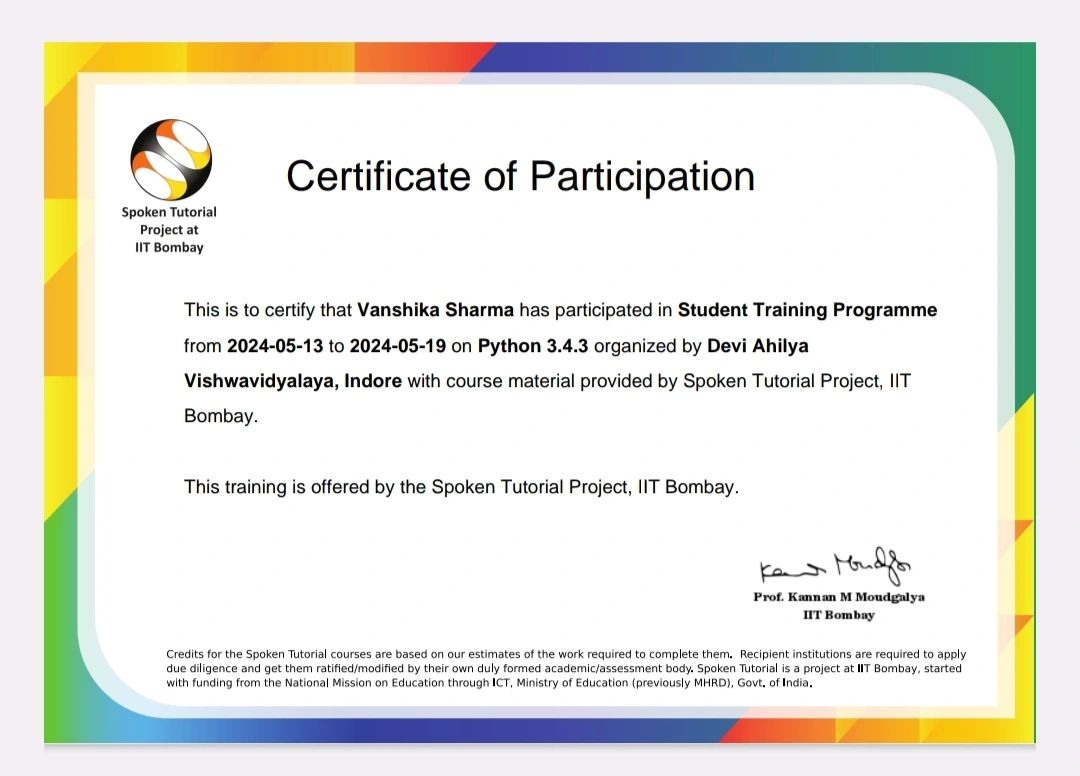 Spoken Tutorial
Project at
IIT Bombay
Certificate of Participation
This is to certify that Vanshika Sharma has participated in Student Training Programme
from 2024-05-13 to 2024-05-19 on Python 3.4.3 organized by Devi Ahilya
Vishwavidyalaya, Indore with course material provided by Spoken Tutorial Project, IIT
Bombay.
This training is offered by the Spoken Tutorial Project, IIT Bombay.
Kannan Moudgalya
Prof. Kannan M Moudgalya
IIT Bombay
Credits for the Spoken Tutorial courses are based on our estimates of the work required to complete them. Recipient institutions are required to apply
due diligence and get them ratified/modified by their own duly formed academic/assessment body. Spoken Tutorial is a project at IIT Bombay, started
with funding from the National Mission on Education through ICT, Ministry of Education (previously MHRD), Govt. of India.